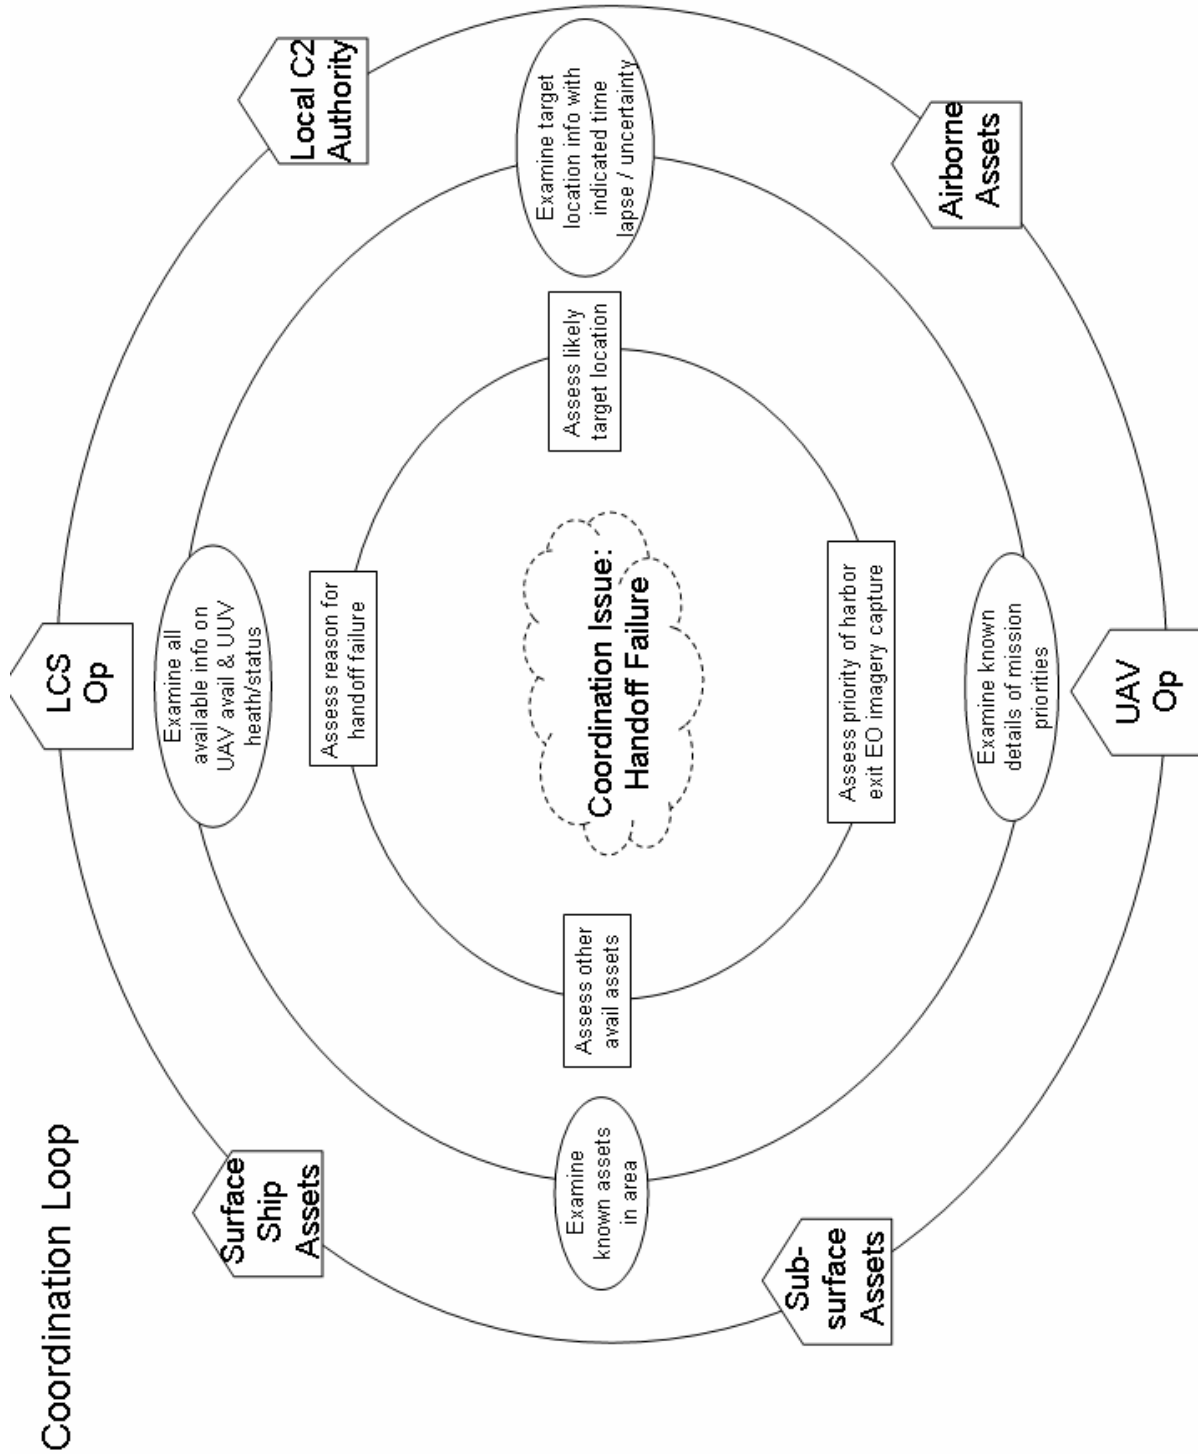 Coordination Loop
LCS
Op
Surface
Ship
Assets
Local C2
Authority
Examine all
available info on
UAV avail & UUV
heath/status
Assess reason for
handoff failure
Examine
known assets
in area
Assess other
avail assets
Coordination Issue:
Handoff Failure
Assess likely
target location
Examine target
location info with
indicated time
lapse / uncertainty
Assess priority of harbor
exit EO imagery capture
Examine known
details of mission
priorities
Sub-
surface
Assets
Airborne
Assets
UAV
Op